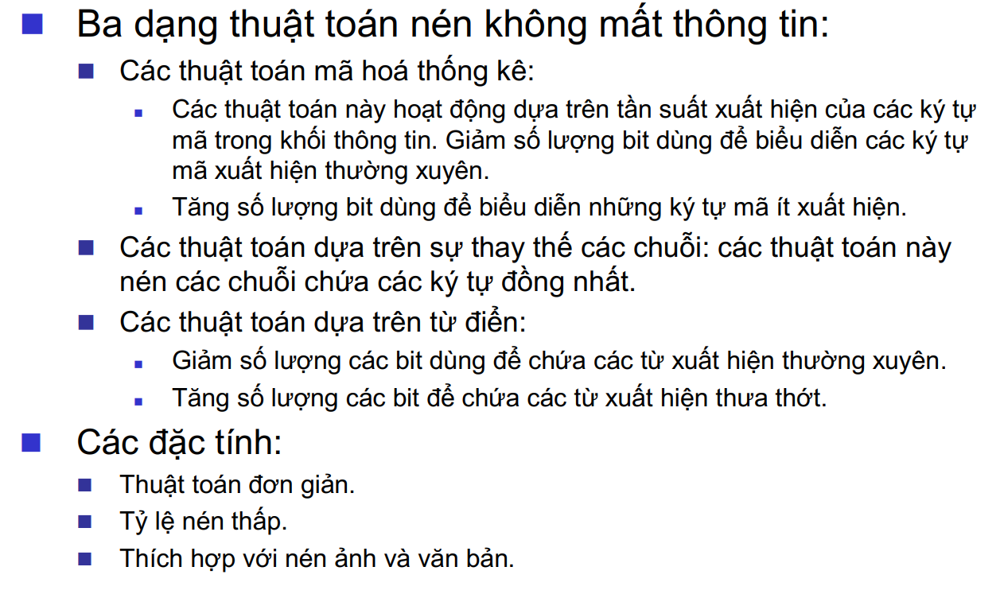 Ba dạng thuật toán nén không mất thông tin:
Các thuật toán mã hoá thống kê:
Các thuật toán này hoạt động dựa trên tần suất xuất hiện của các ký tự
mã trong khối thông tin. Giảm số lượng bit dùng để biểu diễn các ký tự
mã xuất hiện thường xuyên.
Tăng số lượng bit dùng để biểu diễn những ký tự mã ít xuất hiện.
Các thuật toán dựa trên sự thay thế các chuỗi: các thuật toán này
nén các chuỗi chứa các ký tự đồng nhất.
Các thuật toán dựa trên từ điển:
Giảm số lượng các bit dùng để chứa các từ xuất hiện thường xuyên.
Tăng số lượng các bit để chứa các từ xuất hiện thưa thớt.
Các đặc tính:
Thuật toán đơn giản.
Tỷ lệ nén thấp.
Thích hợp với nén ảnh và văn bản.